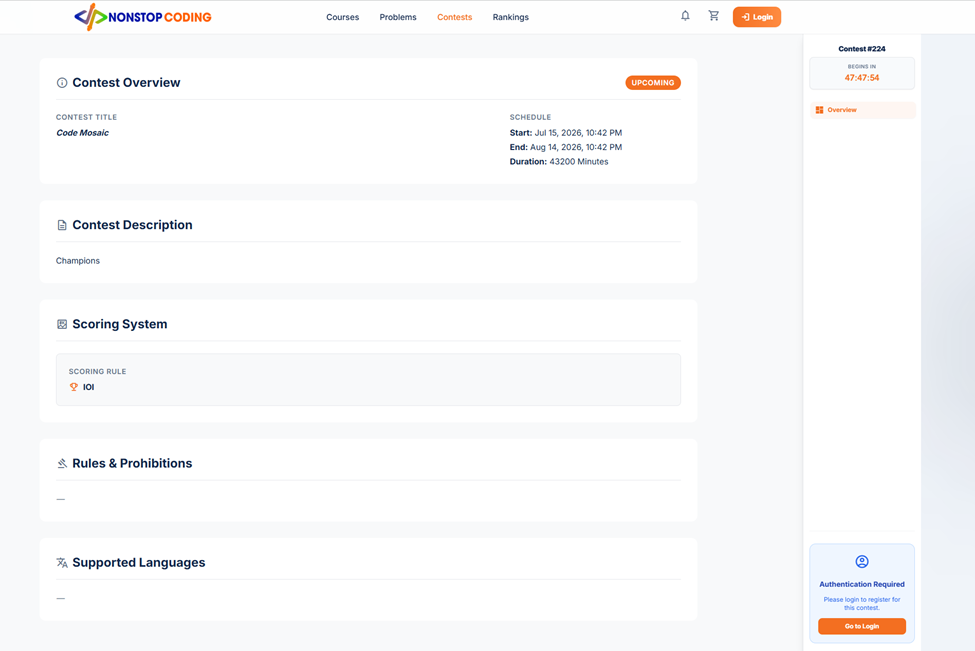 NONSTOP CODING
Courses
Problems
Contests
Rankings
Login
Contest Overview
UPCOMING
CONTEST TITLE
Code Mosaic
SCHEDULE
Start: Jul 15, 2026, 10:42 PM
End: Aug 14, 2026, 10:42 PM
Duration: 43200 Minutes
Contest Description
Champions
Scoring System
SCORING RULE
IOI
Rules & Prohibitions
—
Supported Languages
—
Contest #224
BEGINS IN
47:47:54
Overview
Authentication Required
Please login to register for
this contest.
Go to Login